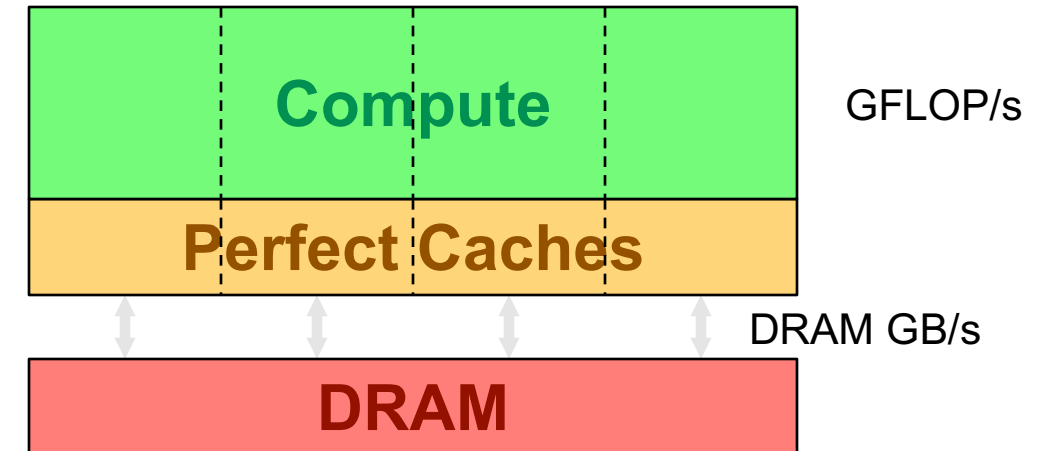 Compute
GFLOP/s
Perfect Caches
DRAM GB/s
DRAM